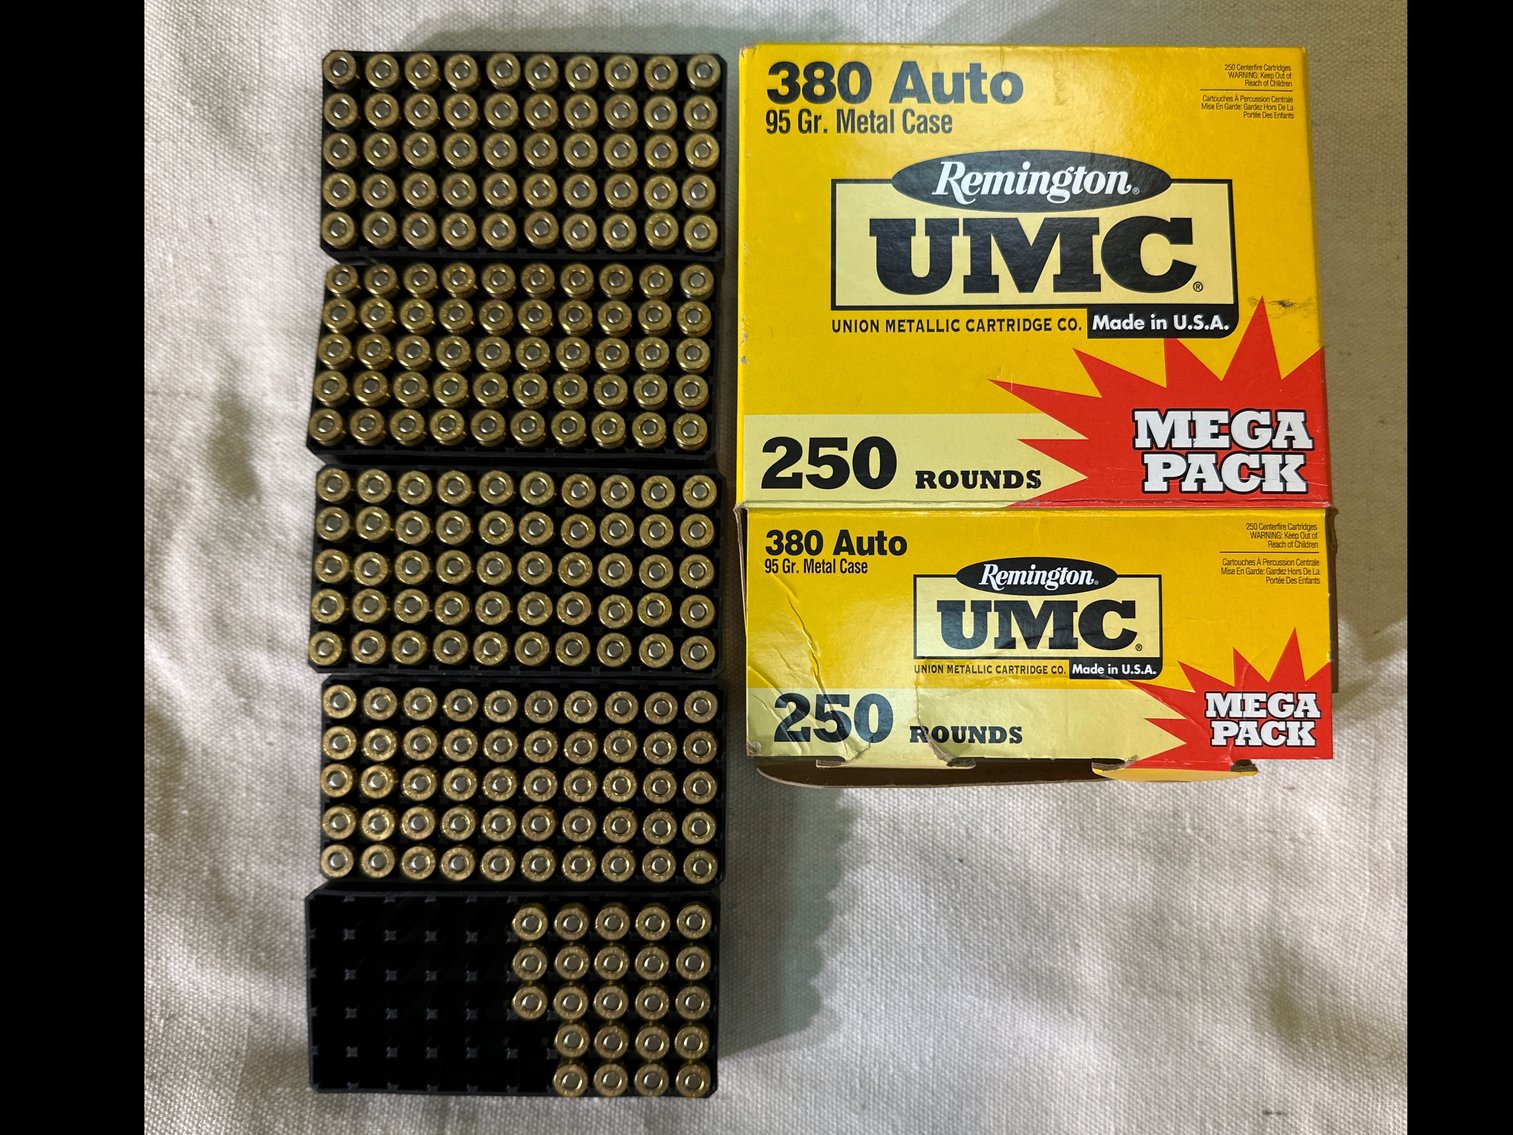 380 Auto
95 Gr. Metal Case
250 Centerfire Cartridges
WARNING: Keep Out of
Reach of Children
Cartouches À Percussion Centrale
Mise En Garde: Gardez Hors De La
Portée Des Enfants
Remington®
UMC®
UNION METALLIC CARTRIDGE CO. Made in U.S.A.
250 ROUNDS
MEGA
PACK
380 Auto
95 Gr. Metal Case
250 Centerfire Cartridges
WARNING: Keep Out of
Reach of Children
Cartouches À Percussion Centrale
Mise En Garde: Gardez Hors De La
Portée Des Enfants
Remington®
UMC®
UNION METALLIC CARTRIDGE CO. Made in U.S.A.
250 ROUNDS
MEGA
PACK